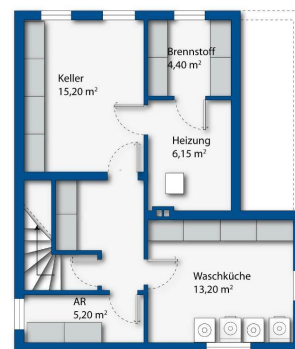 Brennstoff
4,40 m²
Keller
15,20 m²
Heizung
6,15 m²
Waschküche
13,20 m²
AR
5,20 m²